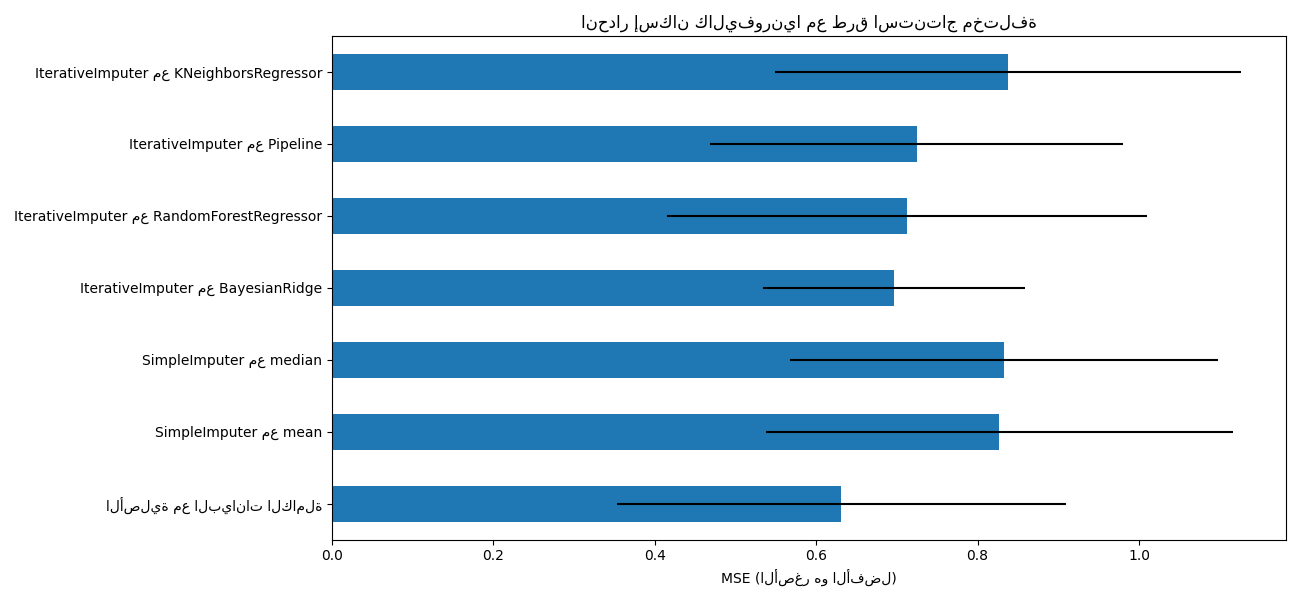 انحدار إسكان كاليفورنيا مع طرق استنتاج مختلفة
IterativeImputer مع KNeighborsRegressor
IterativeImputer مع Pipeline
IterativeImputer مع RandomForestRegressor
IterativeImputer مع BayesianRidge
SimpleImputer مع median
SimpleImputer مع mean
الأصلية مع البيانات الكاملة
0.0 0.2 0.4 0.6 0.8 1.0
MSE (الأصغر هو الأفضل)